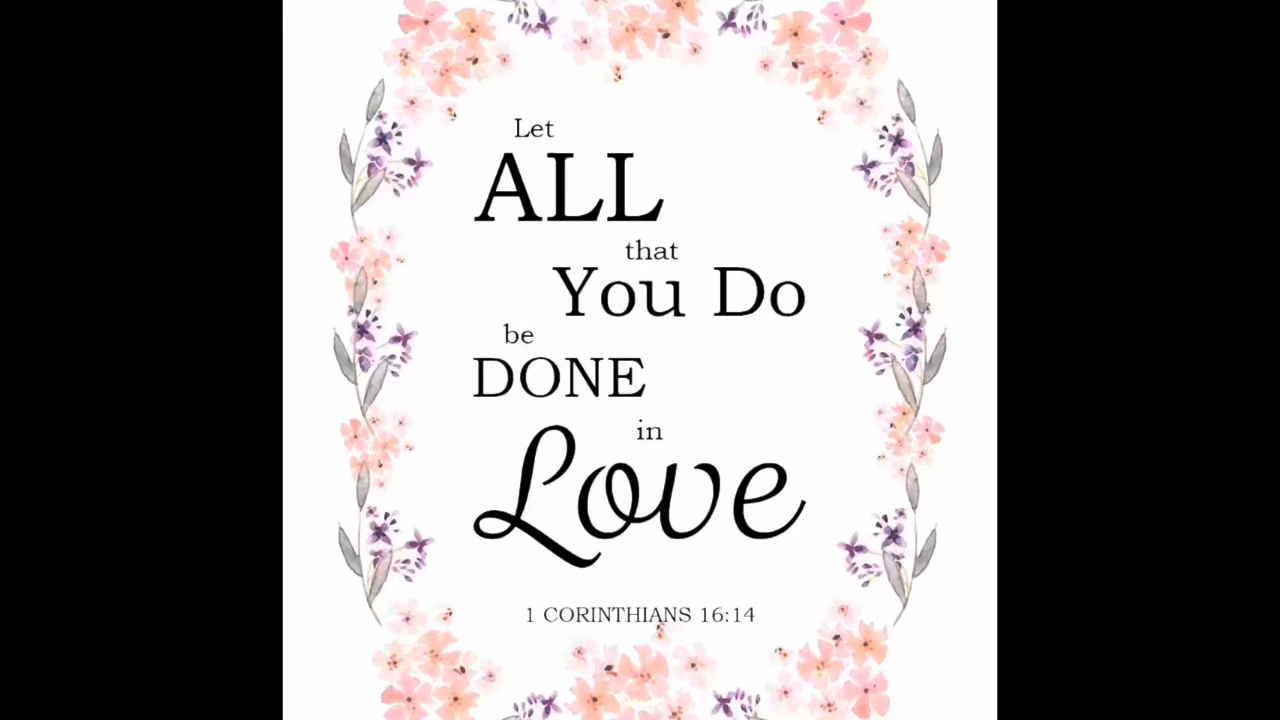 Let
ALL
that
You Do
be
DONE
in
Love
1 CORINTHIANS 16:14